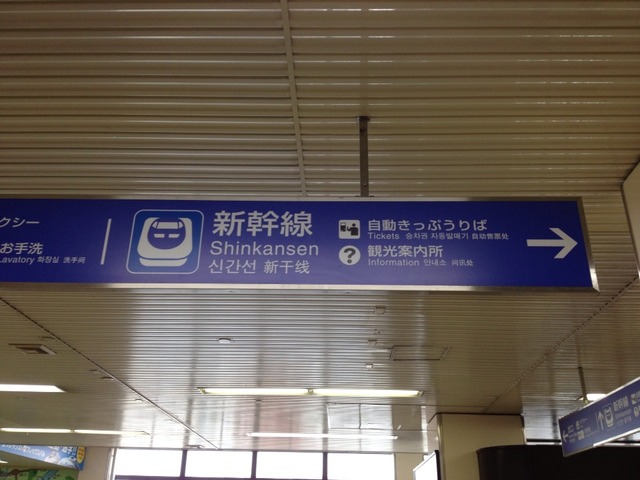 クシー
お手洗
Lavatory 화장실 洗手间
新幹線
Shinkansen
신간선 新干线
自動きっぷうりば
Tickets 승차권 자동발매기 自动售票处
観光案内所
Information 안내소 问讯处
新幹線